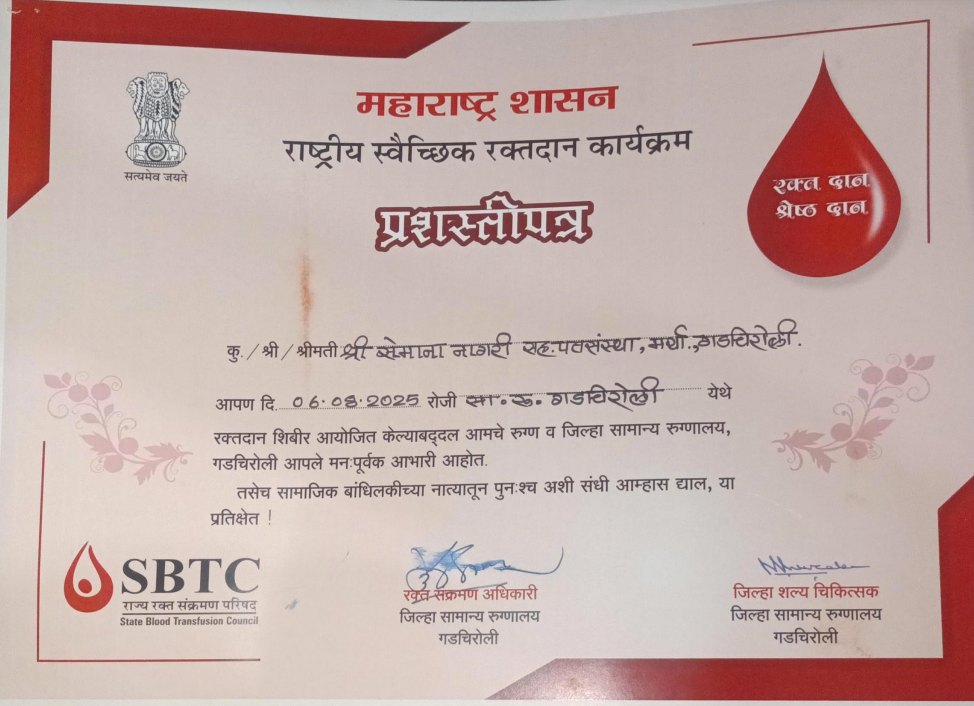 महाराष्ट्र शासन
राष्ट्रीय स्वैच्छिक रक्तदान कार्यक्रम
सत्यमेव जयते
रक्त दान
श्रेष्ठ दान
प्रशस्तीपत्र
कु. / श्री / श्रीमती श्री सेमाना नागरी सह. पतसंस्था, मर्या., गडचिरोली.
आपण दि. 06.08.2025 रोजी सा. रु. गडचिरोली येथे
रक्तदान शिबीर आयोजित केल्याबद्दल आमचे रुग्ण व जिल्हा सामान्य रुग्णालय,
गडचिरोली आपले मनःपूर्वक आभारी आहोत.
तसेच सामाजिक बांधिलकीच्या नात्यातून पुनःश्च अशी संधी आम्हास द्याल, या
प्रतिक्षेत !
SBTC
राज्य रक्त संक्रमण परिषद
State Blood Transfusion Council
रक्त संक्रमण अधिकारी
जिल्हा सामान्य रुग्णालय
गडचिरोली
जिल्हा शल्य चिकित्सक
जिल्हा सामान्य रुग्णालय
गडचिरोली